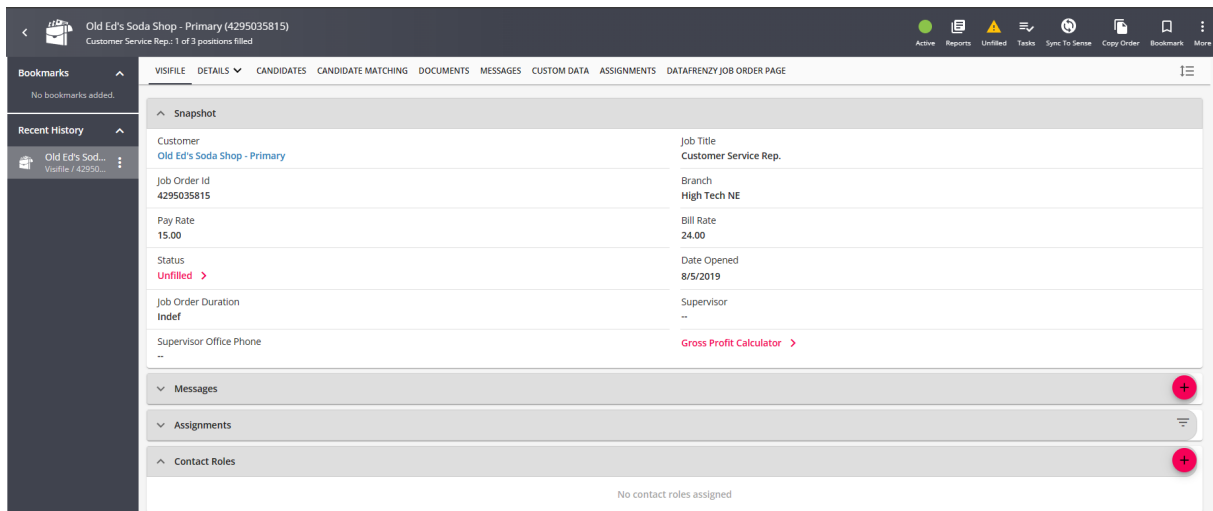 Old Ed's Soda Shop - Primary (4295035815)
Customer Service Rep.: 1 of 3 positions filled
Active Reports Unfilled Tasks Sync To Sense Copy Order Bookmark More
Bookmarks
No bookmarks added.
Recent History
Old Ed's Sod...
Visifile / 42950...
VISIFILE DETAILS CANDIDATES CANDIDATE MATCHING DOCUMENTS MESSAGES CUSTOM DATA ASSIGNMENTS DATAFRENZY JOB ORDER PAGE
Snapshot
Customer
Old Ed's Soda Shop - Primary
Job Title
Customer Service Rep.
Job Order Id
4295035815
Branch
High Tech NE
Pay Rate
15.00
Bill Rate
24.00
Status
Unfilled
Date Opened
8/5/2019
Job Order Duration
Indef
Supervisor
--
Supervisor Office Phone
--
Gross Profit Calculator
Messages
Assignments
Contact Roles
No contact roles assigned